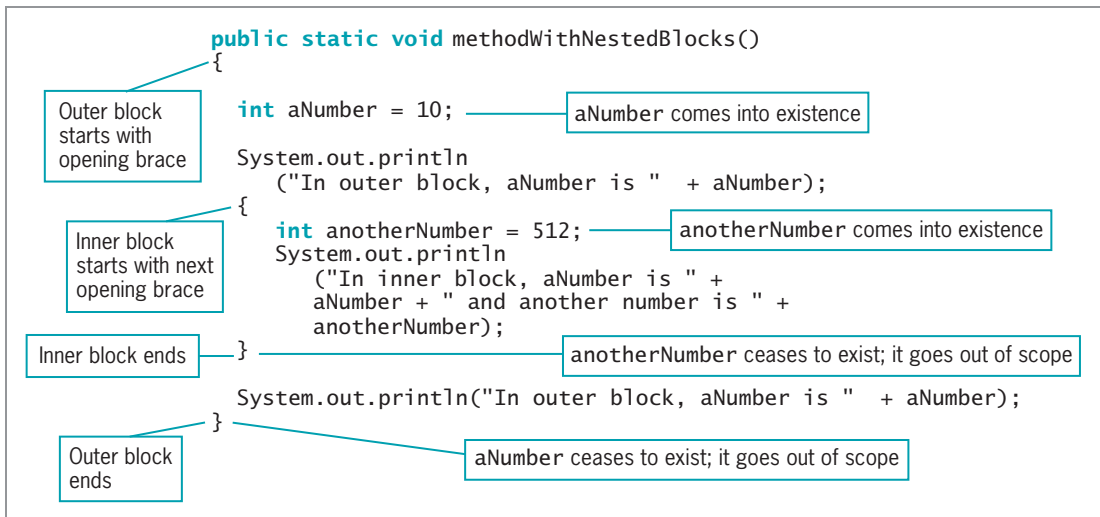 public static void methodWithNestedBlocks()
{
Outer block
starts with
opening brace
int aNumber = 10;
aNumber comes into existence
System.out.println
("In outer block, aNumber is "  + aNumber);
{
Inner block
starts with next
opening brace
int anotherNumber = 512;
anotherNumber comes into existence
System.out.println
("In inner block, aNumber is " +
aNumber + " and another number is " +
anotherNumber);
Inner block ends
}
anotherNumber ceases to exist; it goes out of scope
System.out.println("In outer block, aNumber is "  + aNumber);
}
Outer block
ends
aNumber ceases to exist; it goes out of scope